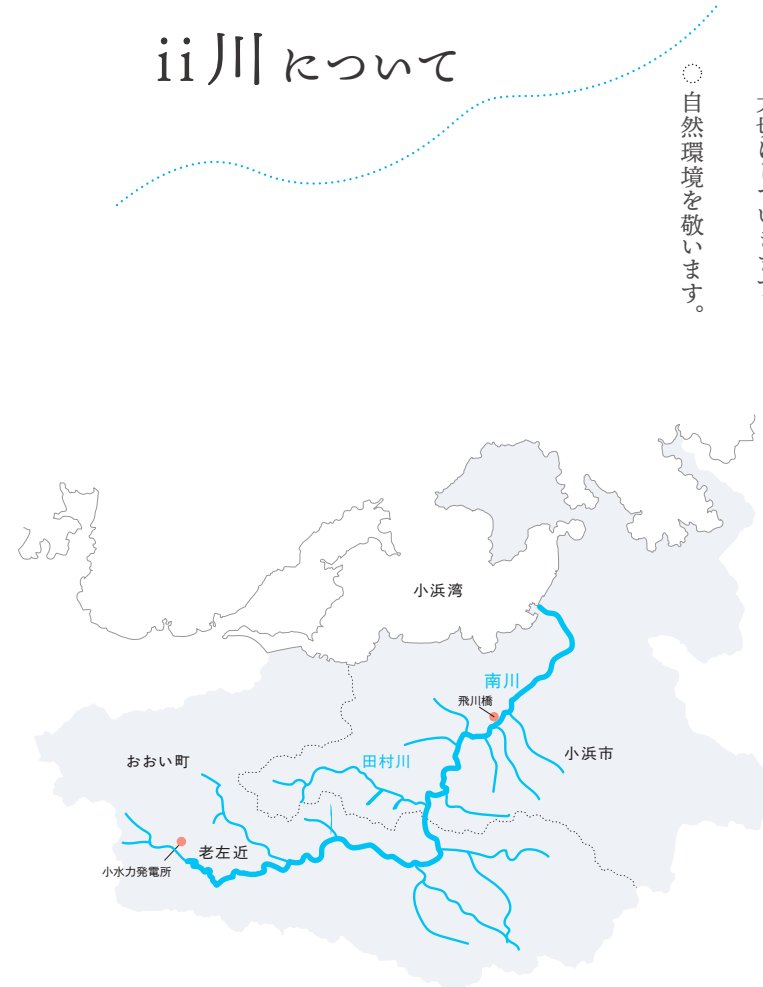 ii川について
○自然環境を敬います。
小浜湾
南川
飛川橋
小浜市
田村川
おおい町
老左近
小水力発電所